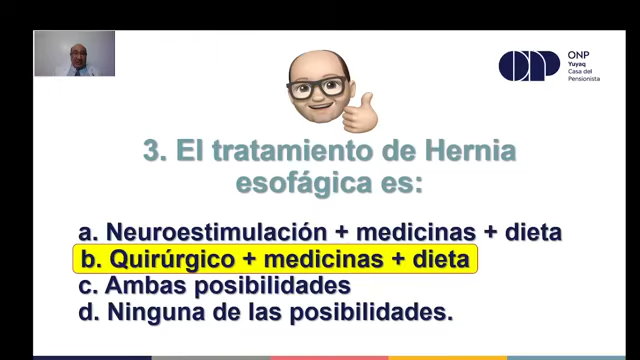 ONP
Yuyaq
Casa del
Pensionista
3. El tratamiento de Hernia
esofágica es:
a. Neuroestimulación + medicinas + dieta
b. Quirúrgico + medicinas + dieta
c. Ambas posibilidades
d. Ninguna de las posibilidades.